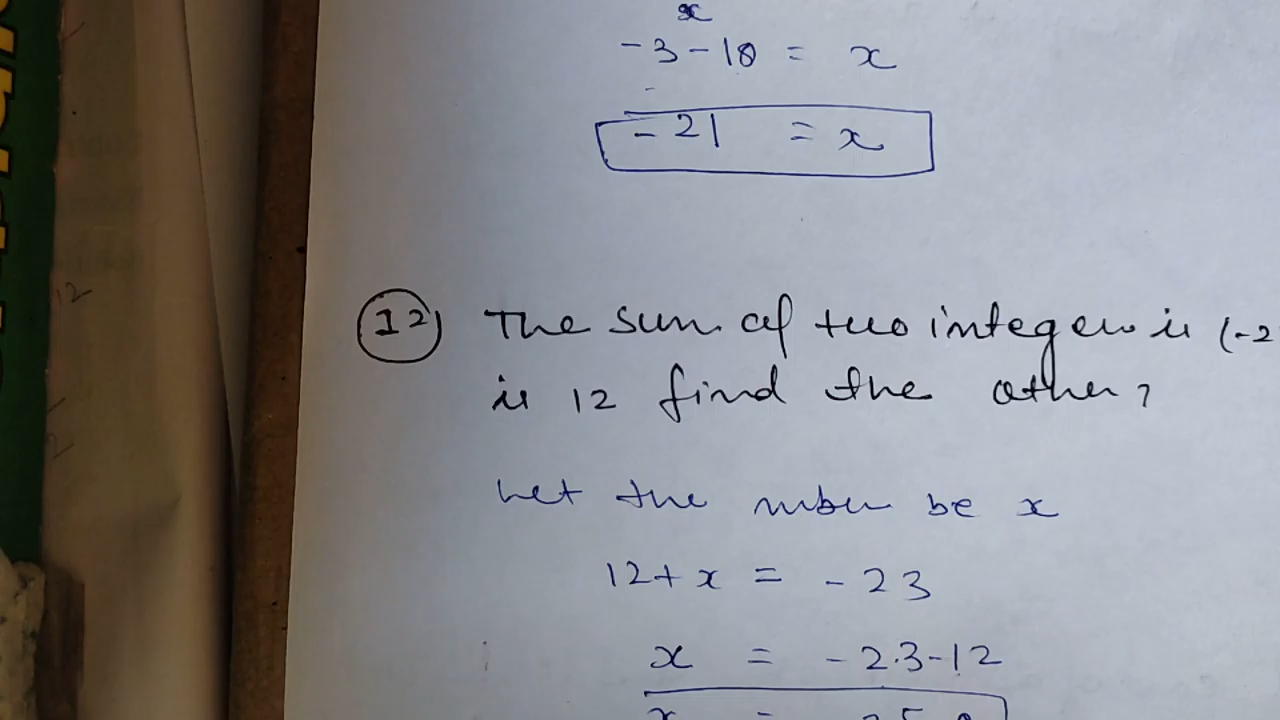 x
-3-18 = x
-21 = x
12) The sum of two integers is (-2
is 12 find the other?
Let the number be x
12+x = -23
x = -23-12
x =